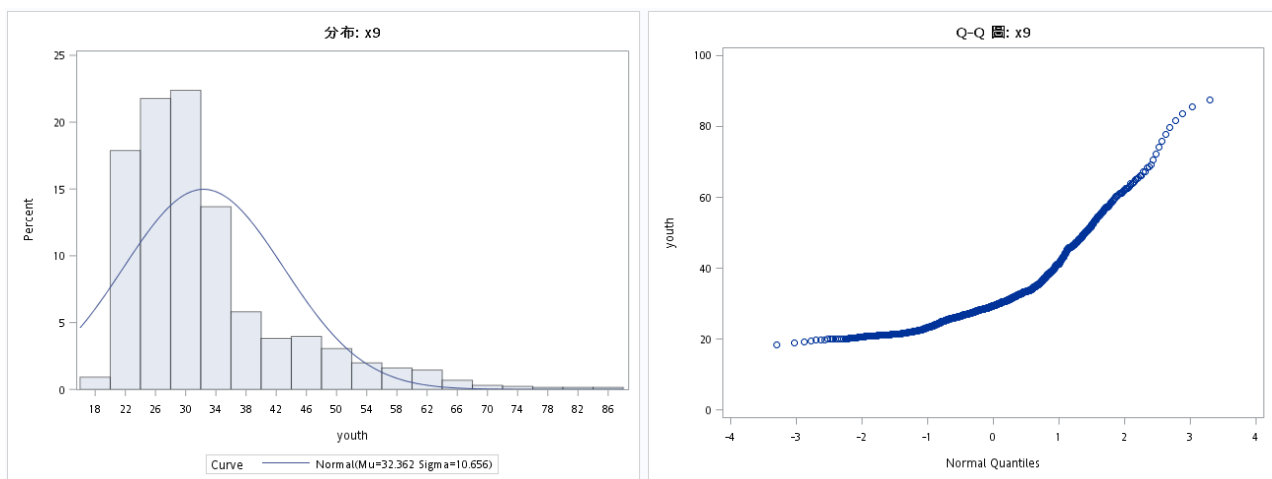 分布: x9
25
20
15
10
5
0
Percent
18 22 26 30 34 38 42 46 50 54 58 62 66 70 74 78 82 86
youth
Curve Normal(Mu=32.362 Sigma=10.656)
Q-Q 圖: x9
100
80
60
40
20
0
youth
-4 -3 -2 -1 0 1 2 3 4
Normal Quantiles